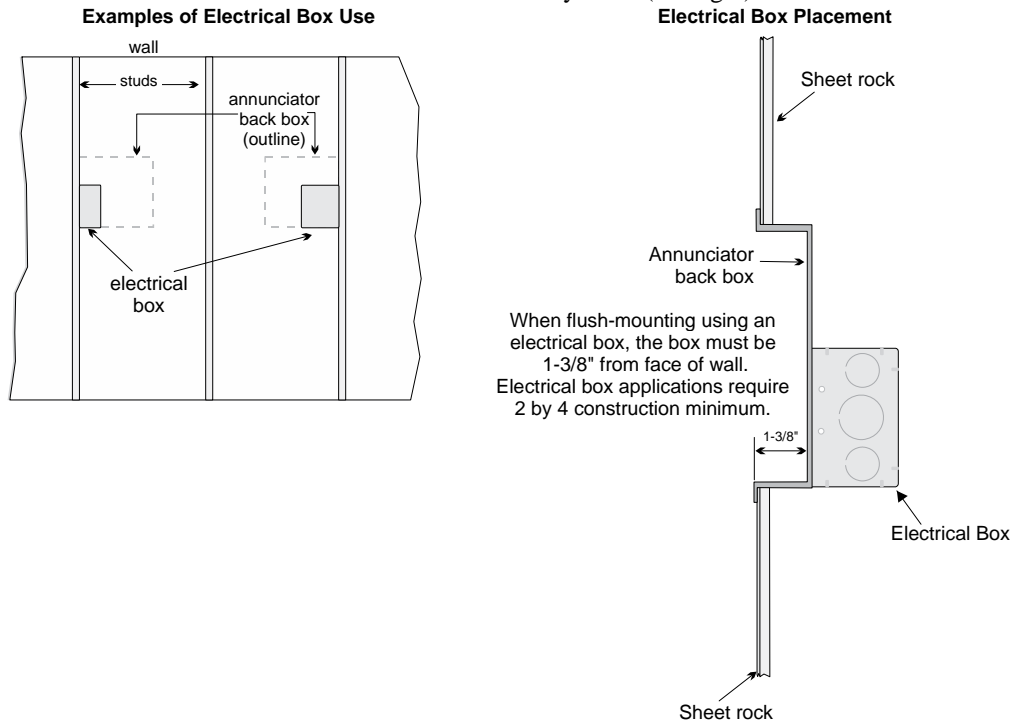 Examples of Electrical Box Use
wall
studs
annunciator
back box
(outline)
electrical
box
Electrical Box Placement
Sheet rock
Annunciator
back box
When flush-mounting using an
electrical box, the box must be
1-3/8" from face of wall.
Electrical box applications require
2 by 4 construction minimum.
1-3/8"
Electrical Box
Sheet rock